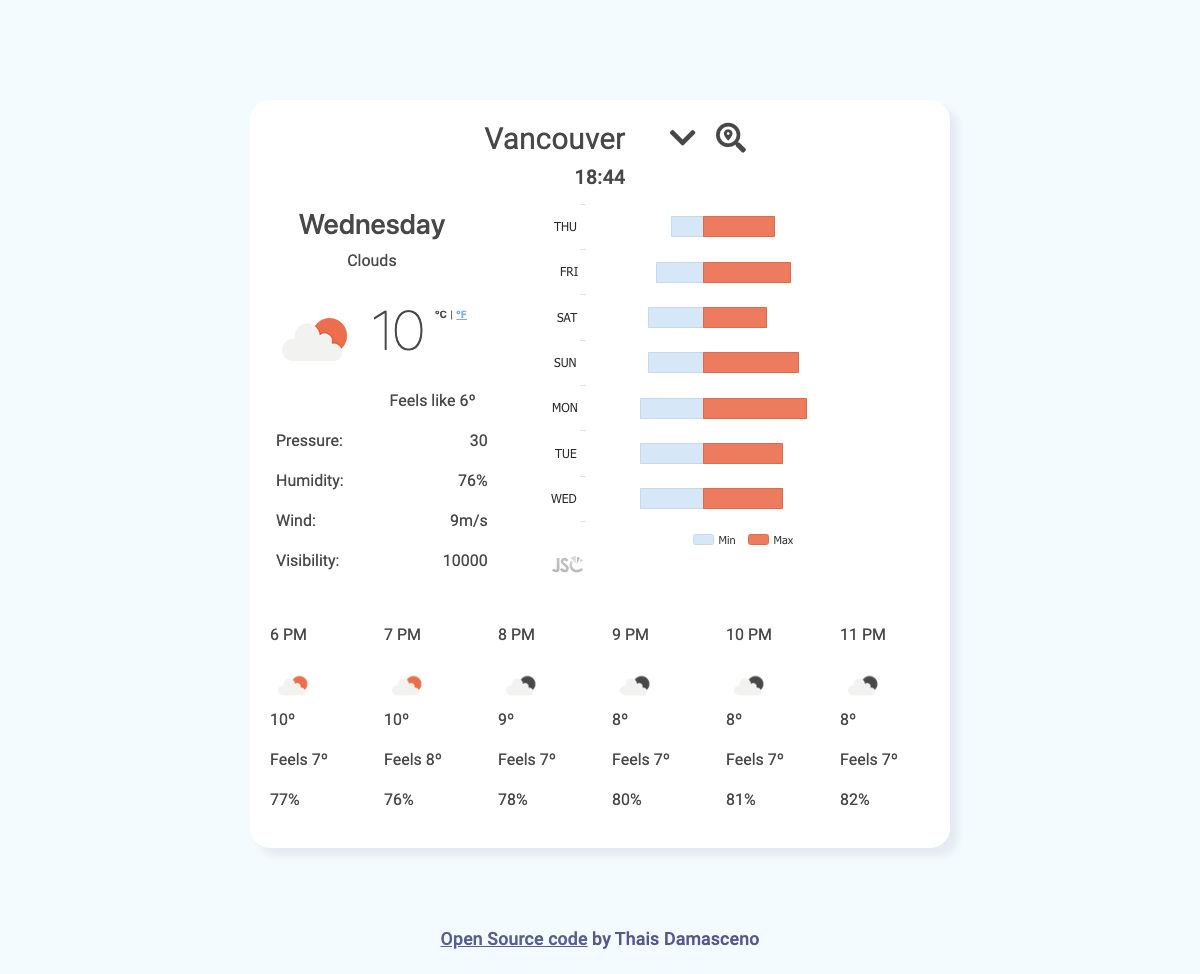 Vancouver
18:44
Wednesday
Clouds
10 ºC | ºF
Feels like 6º
Pressure: 30
Humidity: 76%
Wind: 9m/s
Visibility: 10000
THU
FRI
SAT
SUN
MON
TUE
WED
Min Max
JSC
6 PM 7 PM 8 PM 9 PM 10 PM 11 PM
10º 10º 9º 8º 8º 8º
Feels 7º Feels 8º Feels 7º Feels 7º Feels 7º Feels 7º
77% 76% 78% 80% 81% 82%
Open Source code by Thais Damasceno